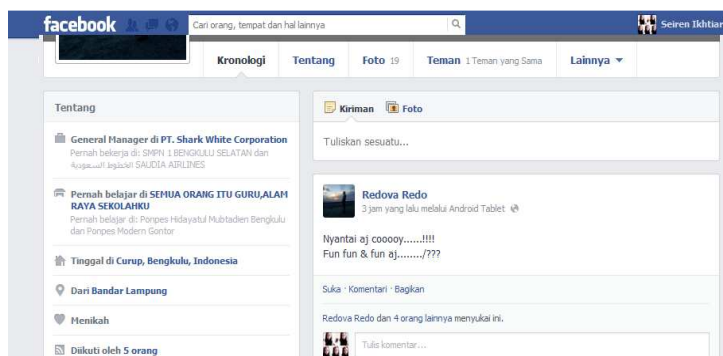 facebook
Cari orang, tempat dan hal lainnya
Seiren Ikhtiar
Kronologi Tentang Foto 19 Teman 1 Teman yang Sama Lainnya
Tentang
General Manager di PT. Shark White Corporation
Pernah bekerja di: SMPN 1 BENGKULU SELATAN dan
الخطوط السعودية SAUDIA AIRLINES
Pernah belajar di SEMUA ORANG ITU GURU,ALAM
RAYA SEKOLAHKU
Pernah belajar di: Ponpes Hidayatul Mubtadien Bengkulu
dan Ponpes Modern Gontor
Tinggal di Curup, Bengkulu, Indonesia
Dari Bandar Lampung
Menikah
Diikuti oleh 5 orang
Kiriman Foto
Tuliskan sesuatu...
Redova Redo
3 jam yang lalu melalui Android Tablet
Nyantai aj cooooy......!!!!
Fun fun & fun aj......../???
Suka · Komentari · Bagikan
Redova Redo dan 4 orang lainnya menyukai ini.
Tulis komentar...